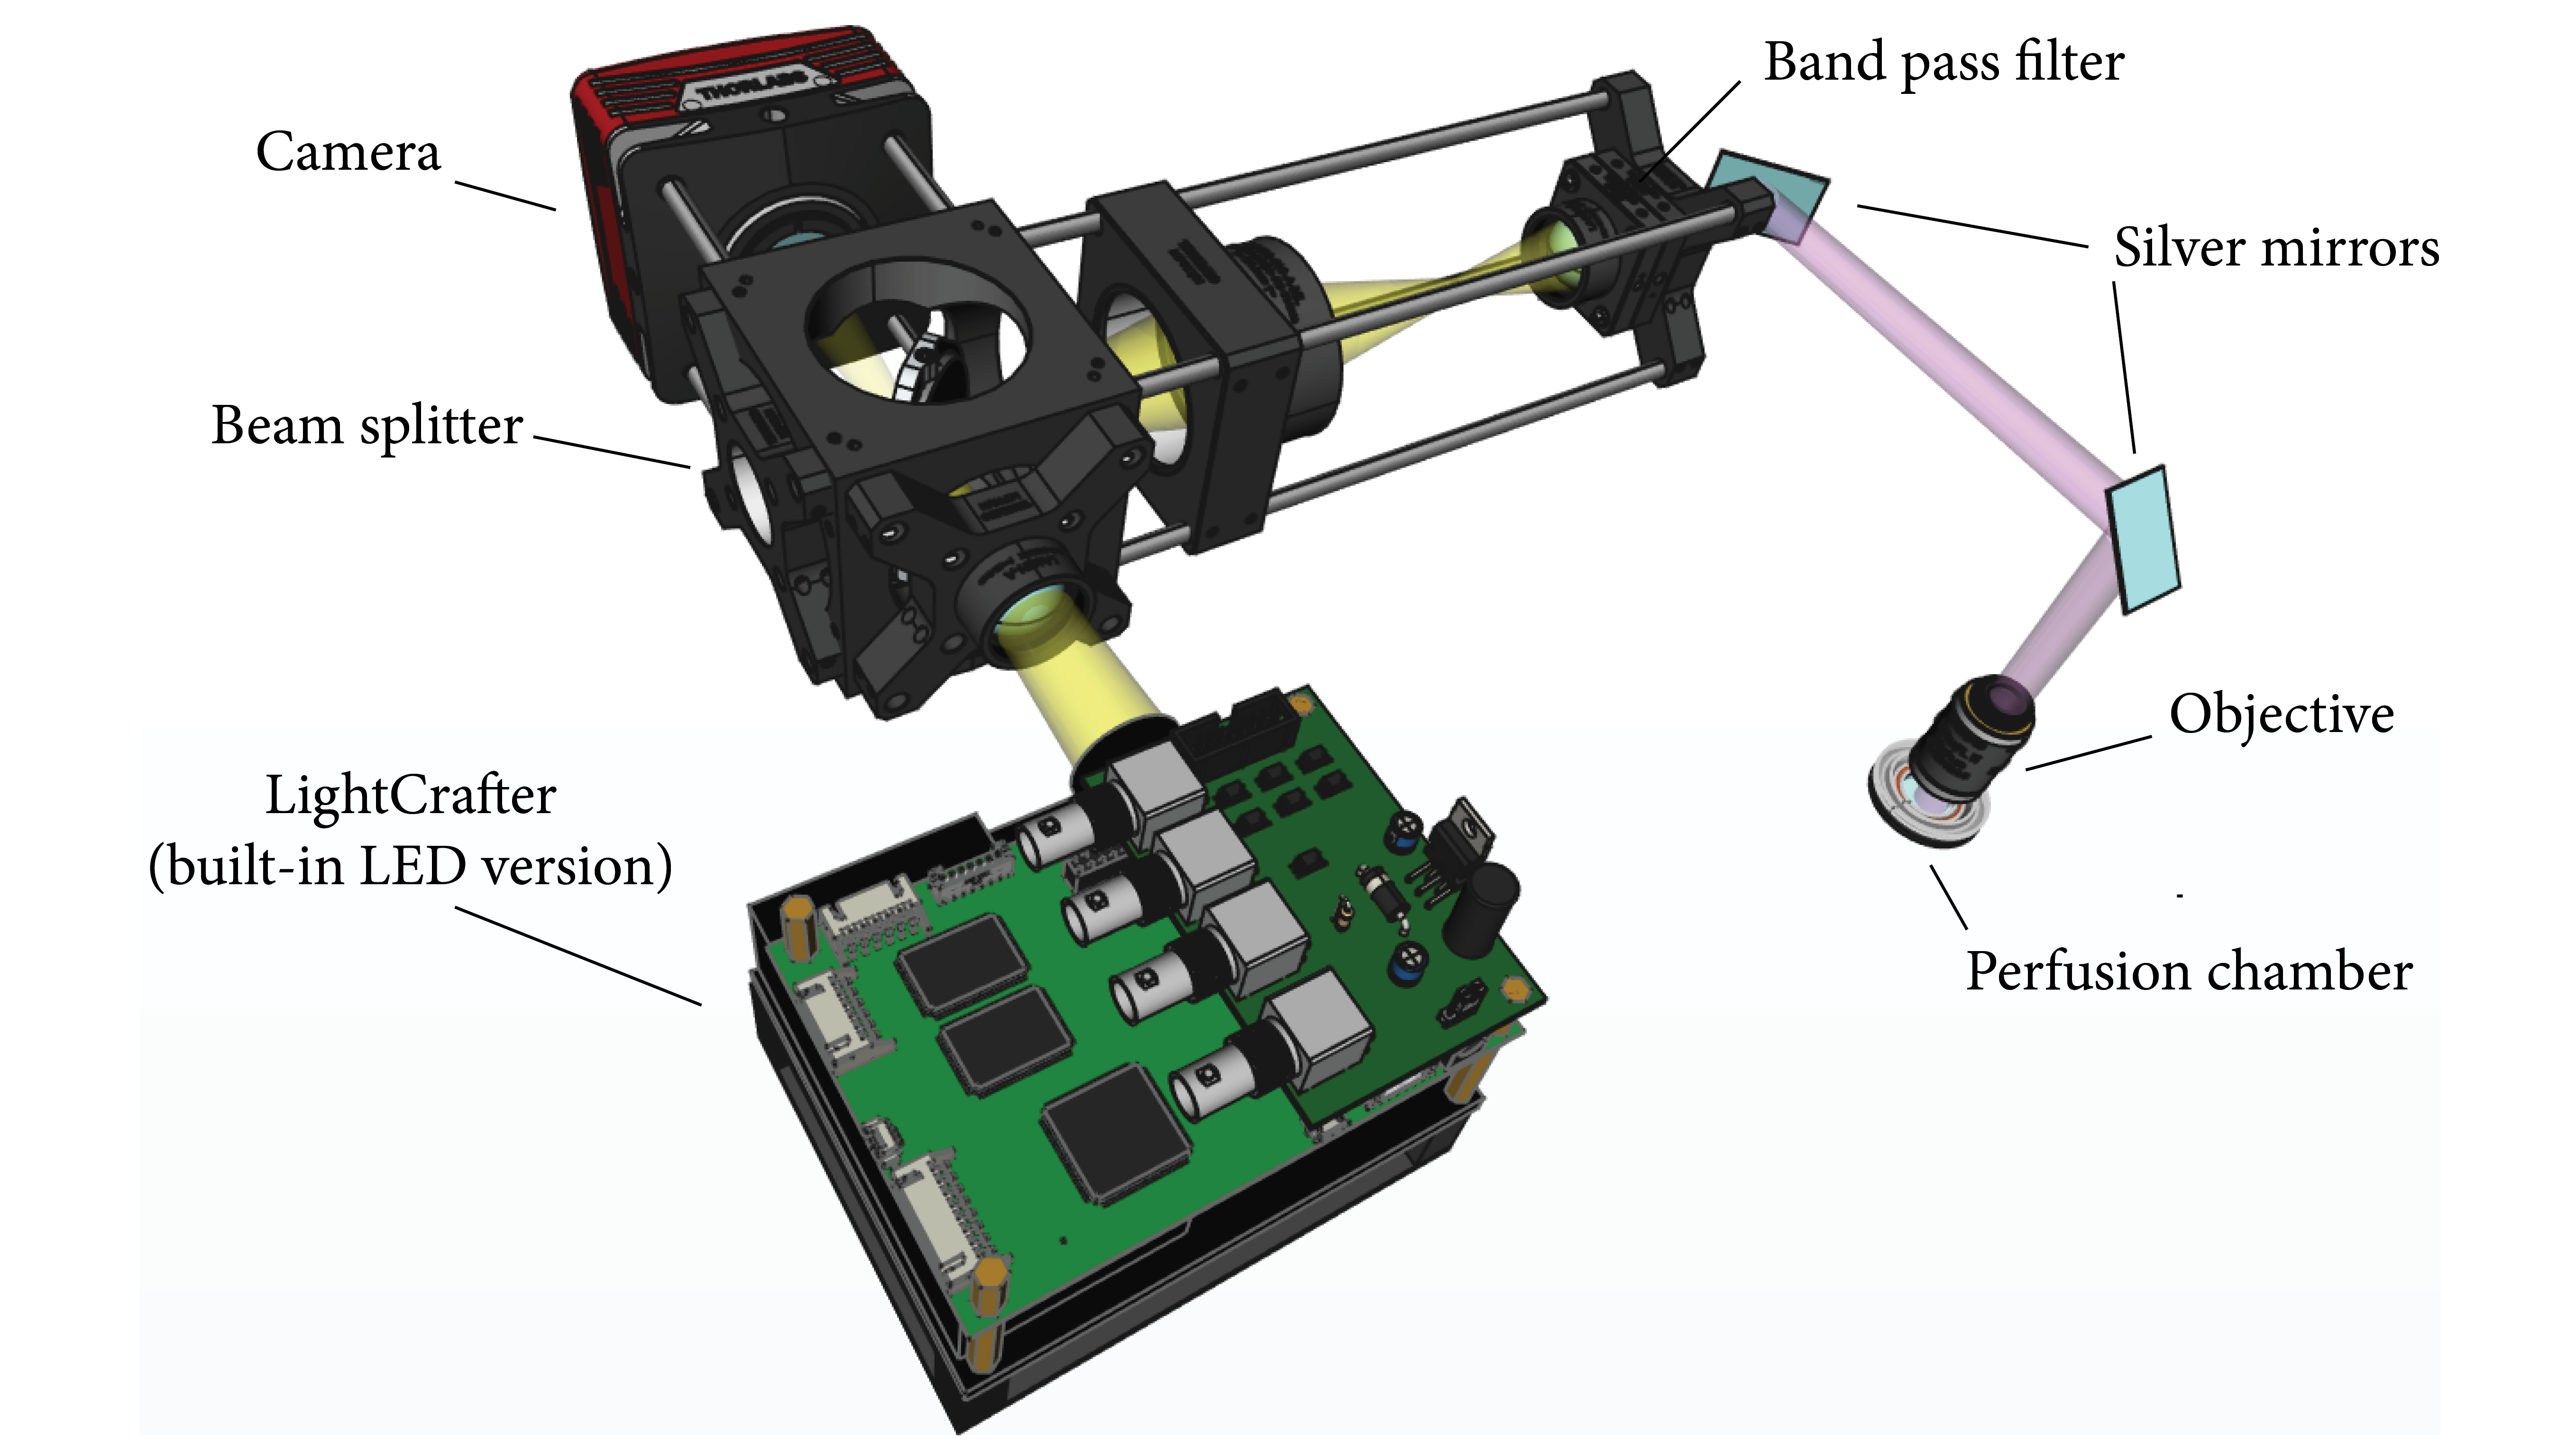 THORLABS
Band pass filter
Camera
Silver mirrors
Beam splitter
Objective
LightCrafter
(built-in LED version)
Perfusion chamber